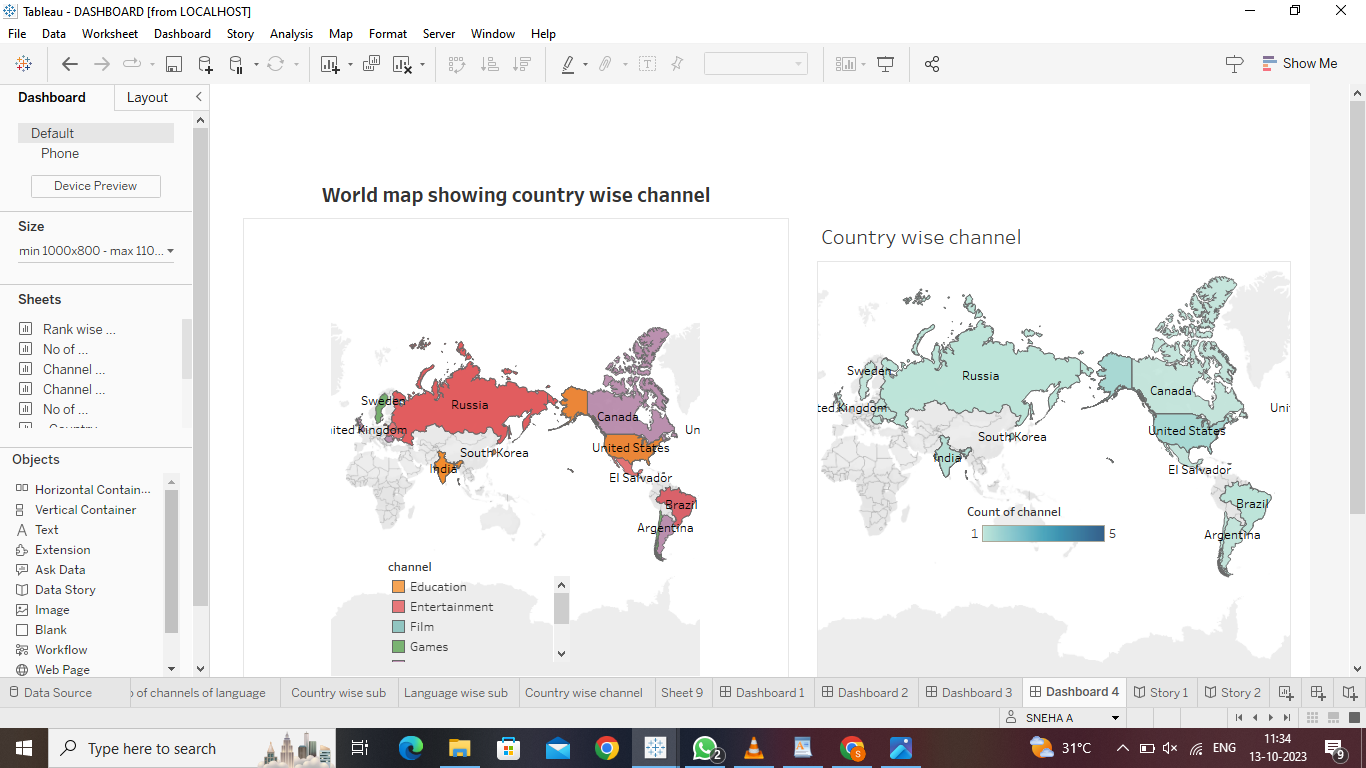 Tableau - DASHBOARD [from LOCALHOST]
File Data Worksheet Dashboard Story Analysis Map Format Server Window Help
Show Me
Dashboard Layout
Default
Phone
Device Preview
Size
min 1000x800 - max 110...
Sheets
Rank wise ...
No of ...
Channel ...
Channel ...
No of ...
Objects
Horizontal Contain...
Vertical Container
Text
Extension
Ask Data
Data Story
Image
Blank
Workflow
Web Page
World map showing country wise channel
Sweden
Russia
Canada
ited Kingdom
Un
United States
South Korea
India
El Salvador
Brazil
Argentina
channel
Education
Entertainment
Film
Games
Country wise channel
Sweden
Russia
Canada
ted Kingdom
Unit
United States
South Korea
India
El Salvador
Brazil
Count of channel
1 5
Argentina
Data Source
o of channels of language
Country wise sub
Language wise sub
Country wise channel
Sheet 9
Dashboard 1
Dashboard 2
Dashboard 3
Dashboard 4
Story 1
Story 2
SNEHA A
Type here to search
2
S
31°C
ENG
11:34
13-10-2023
9